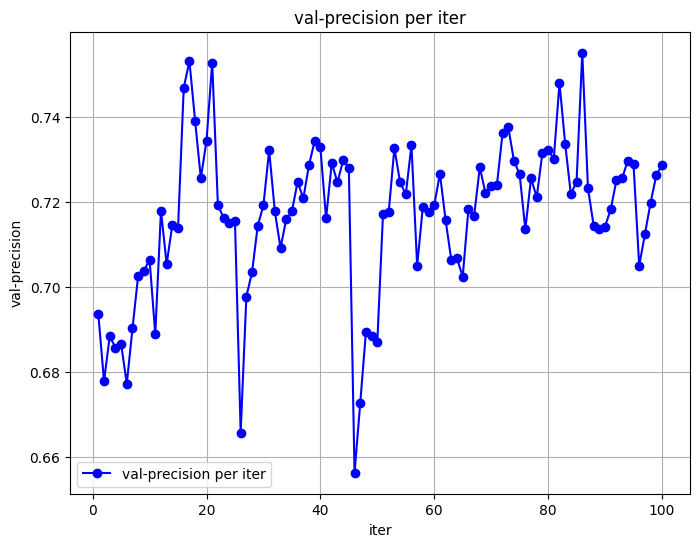 val-precision per iter
val-precision
0.74
0.72
0.70
0.68
0.66
val-precision per iter
0
20
40
60
80
100
iter